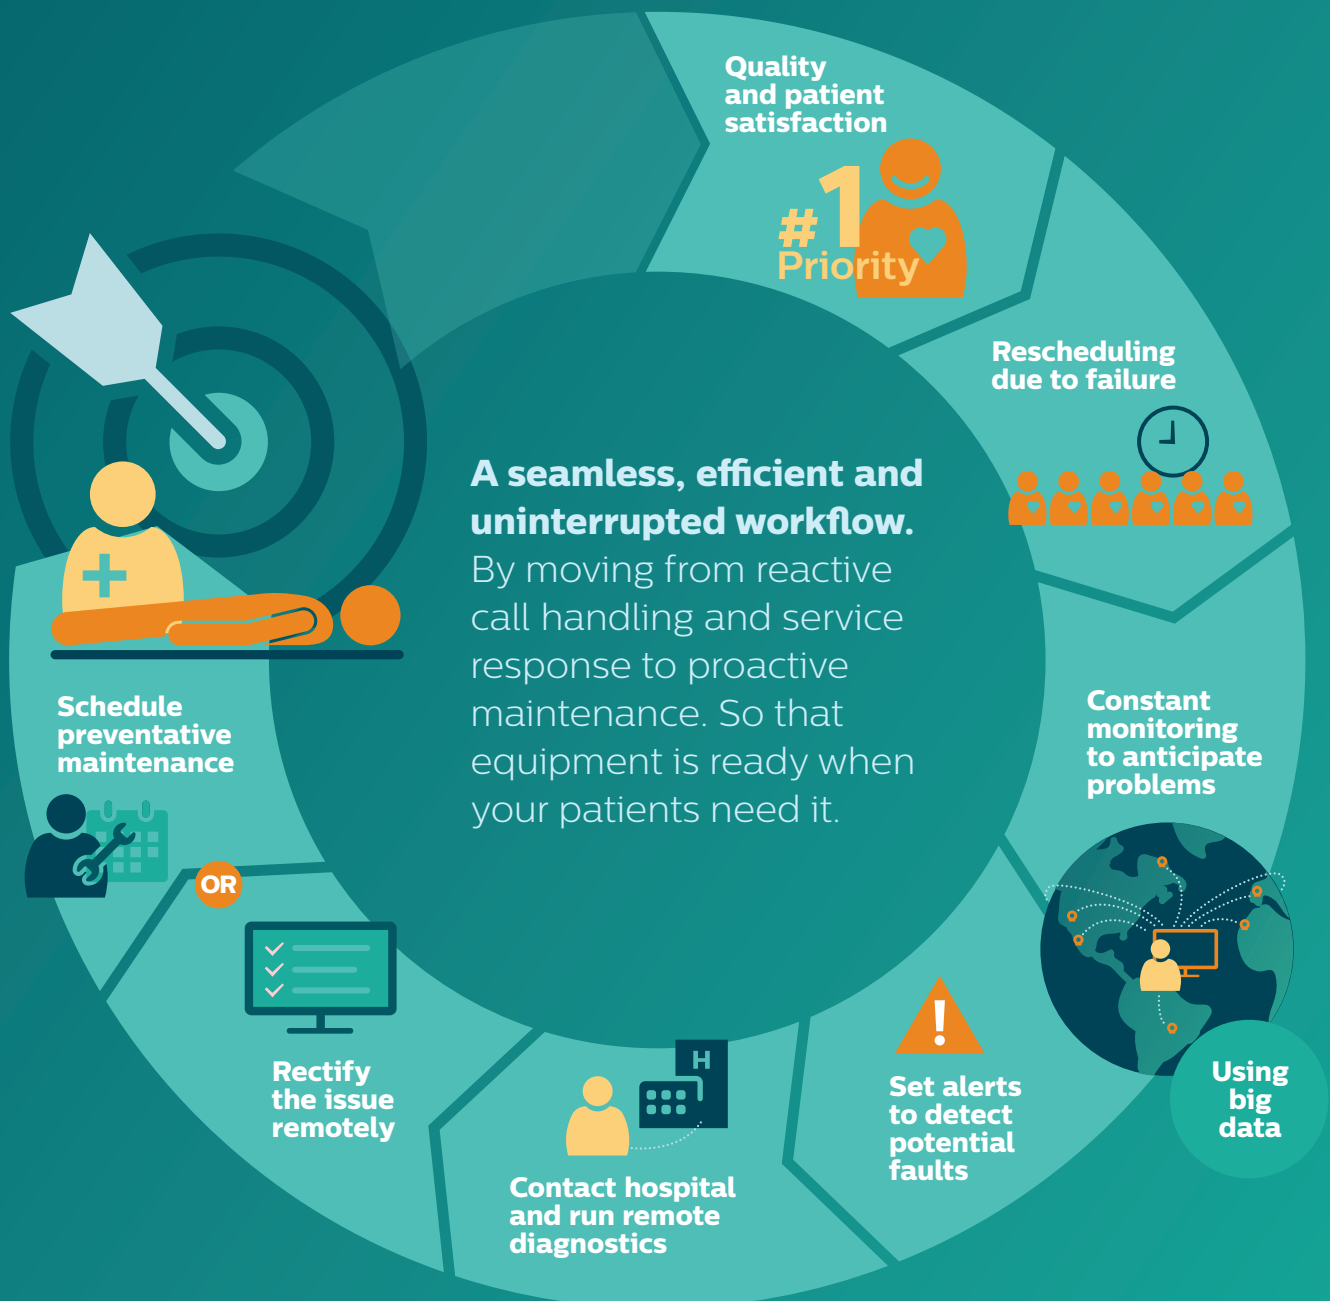 Quality
and patient
satisfaction
#1
Priority
Rescheduling
due to failure
Constant
monitoring
to anticipate
problems
Using
big
data
Set alerts
to detect
potential
faults
!
Contact hospital
and run remote
diagnostics
H
Rectify
the issue
remotely
OR
Schedule
preventative
maintenance
A seamless, efficient and
uninterrupted workflow.
By moving from reactive
call handling and service
response to proactive
maintenance. So that
equipment is ready when
your patients need it.